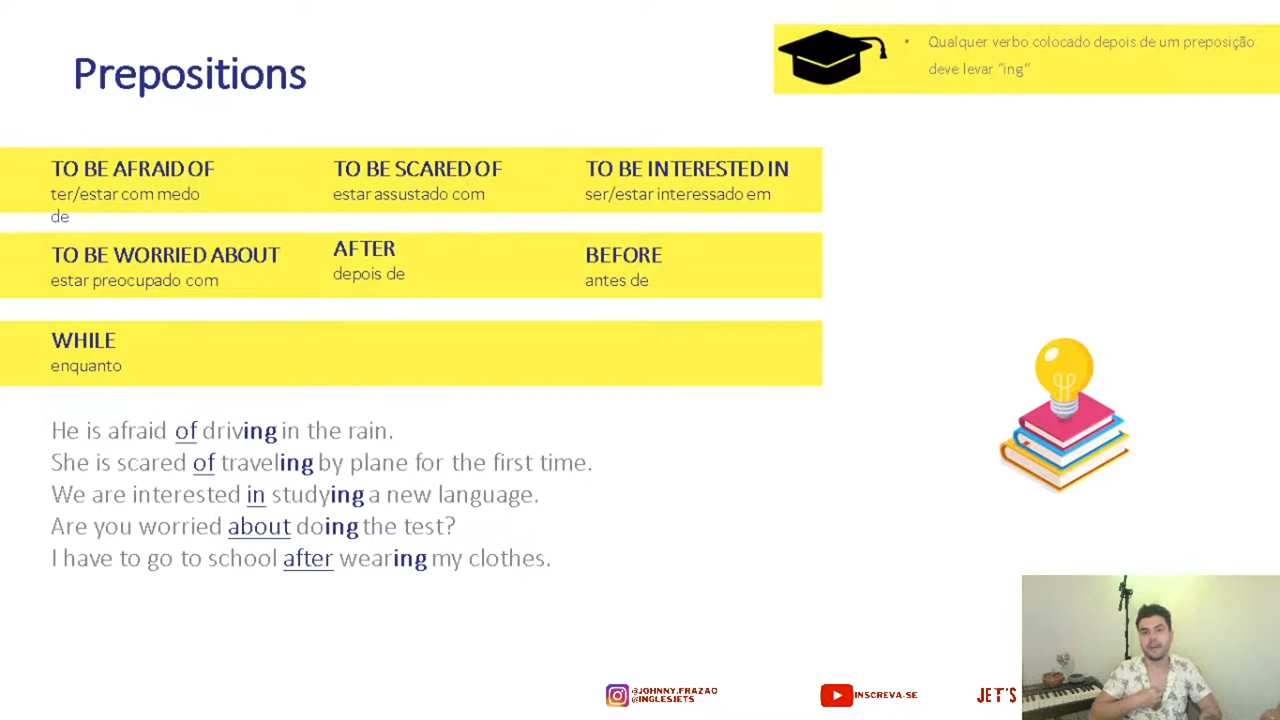 Prepositions
• Qualquer verbo colocado depois de um preposição
deve levar “ing”
TO BE AFRAID OF
ter/estar com medo
de
TO BE SCARED OF
estar assustado com
TO BE INTERESTED IN
ser/estar interessado em
TO BE WORRIED ABOUT
estar preocupado com
AFTER
depois de
BEFORE
antes de
WHILE
enquanto
He is afraid of driving in the rain.
She is scared of traveling by plane for the first time.
We are interested in studying a new language.
Are you worried about doing the test?
I have to go to school after wearing my clothes.
@JOHNNY.FRAZAO
@INGLESJETS
INSCREVA-SE
JET'S